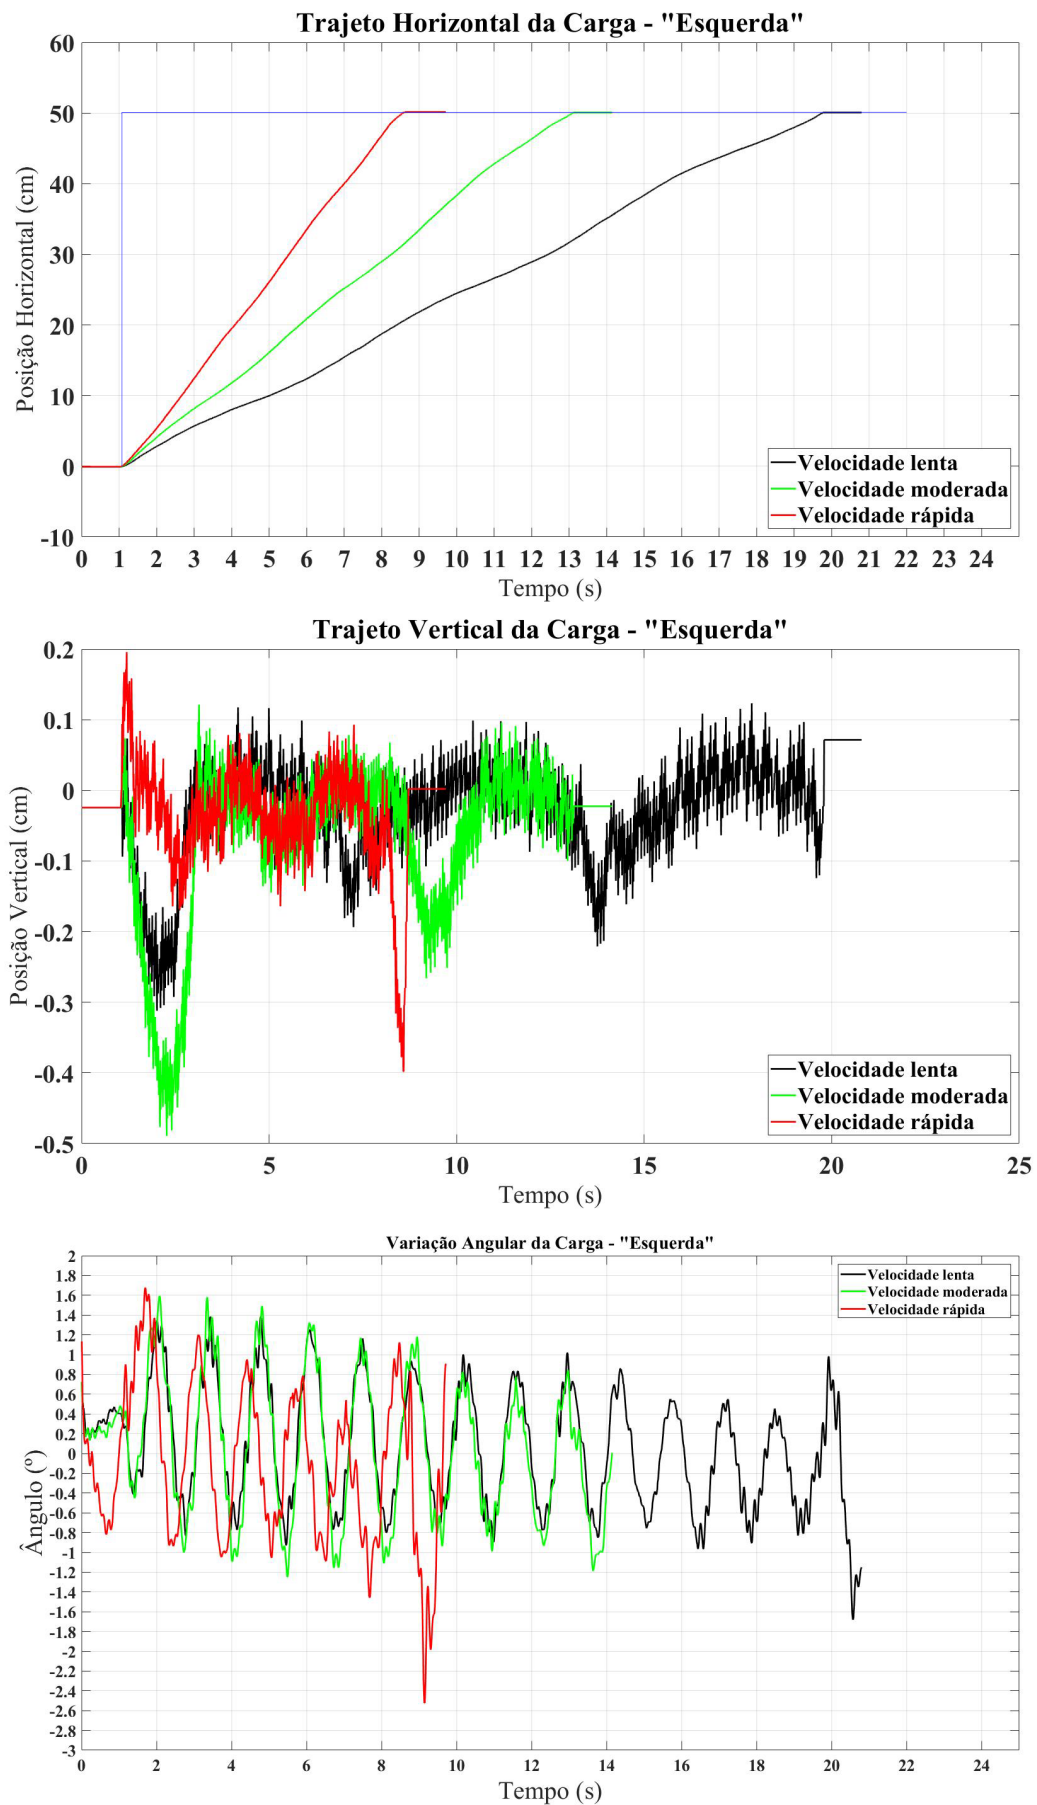 Trajeto Horizontal da Carga - "Esquerda"
60
50
40
30
20
10
0
-10
Posição Horizontal (cm)
Velocidade lenta
Velocidade moderada
Velocidade rápida
0 1 2 3 4 5 6 7 8 9 10 11 12 13 14 15 16 17 18 19 20 21 22 23 24
Tempo (s)
Trajeto Vertical da Carga - "Esquerda"
0.2
0.1
0
-0.1
-0.2
-0.3
-0.4
-0.5
Posição Vertical (cm)
Velocidade lenta
Velocidade moderada
Velocidade rápida
0 5 10 15 20 25
Tempo (s)
Variação Angular da Carga - "Esquerda"
2
1.8
1.6
1.4
1.2
1
0.8
0.6
0.4
0.2
0
-0.2
-0.4
-0.6
-0.8
-1
-1.2
-1.4
-1.6
-1.8
-2
-2.2
-2.4
-2.6
-2.8
-3
Ângulo (º)
Velocidade lenta
Velocidade moderada
Velocidade rápida
0 2 4 6 8 10 12 14 16 18 20 22 24
Tempo (s)